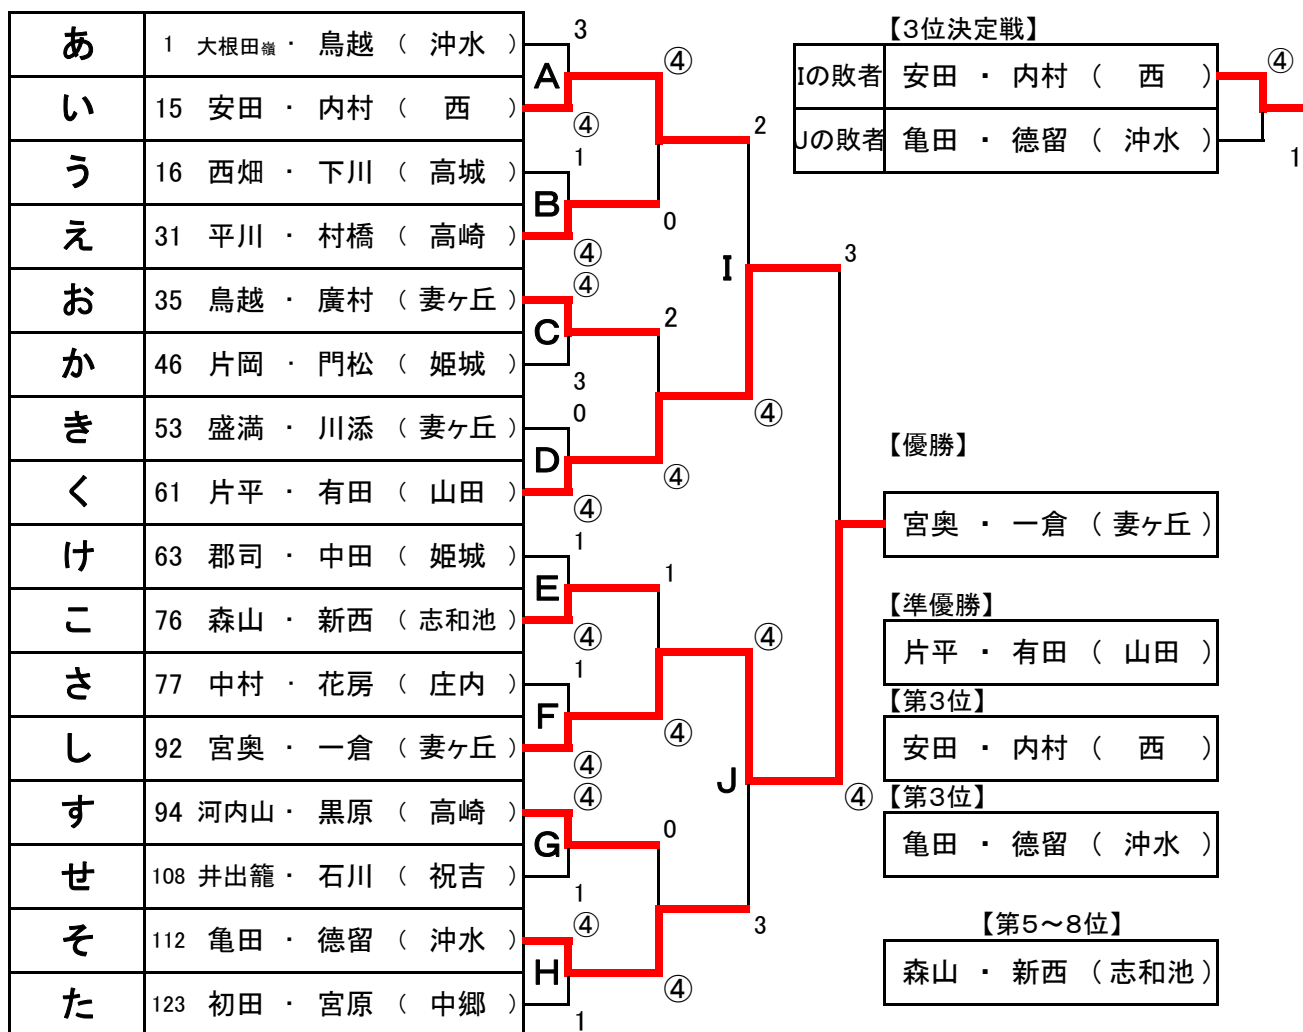 あ 1 大根田嶺 ・ 鳥越 （ 沖水 ） 3
い 15 安田 ・ 内村 （ 西 ） ④
A ④
う 16 西畑 ・ 下川 （ 高城 ） 1
え 31 平川 ・ 村橋 （ 高崎 ） ④
B 0
2
お 35 鳥越 ・ 廣村 （ 妻ヶ丘 ） ④
か 46 片岡 ・ 門松 （ 姫城 ） 3
C 2
き 53 盛満 ・ 川添 （ 妻ヶ丘 ） 0
く 61 片平 ・ 有田 （ 山田 ） ④
D ④
④
I 3
け 63 郡司 ・ 中田 （ 姫城 ） 1
こ 76 森山 ・ 新西 （ 志和池 ） ④
E 1
さ 77 中村 ・ 花房 （ 庄内 ） 1
し 92 宮奥 ・ 一倉 （ 妻ヶ丘 ） ④
F ④
④
す 94 河内山 ・ 黒原 （ 高崎 ） ④
せ 108 井出籠 ・ 石川 （ 祝吉 ） 1
G 0
そ 112 亀田 ・ 德留 （ 沖水 ） ④
た 123 初田 ・ 宮原 （ 中郷 ） 1
H ④
3
J ④
【3位決定戦】
Iの敗者 安田 ・ 内村 （ 西 ） ④
Jの敗者 亀田 ・ 德留 （ 沖水 ） 1
【優勝】
宮奥 ・ 一倉 （ 妻ヶ丘 ）
【準優勝】
片平 ・ 有田 （ 山田 ）
【第3位】
安田 ・ 内村 （ 西 ）
【第3位】
亀田 ・ 德留 （ 沖水 ）
【第5～8位】
森山 ・ 新西 （ 志和池 ）